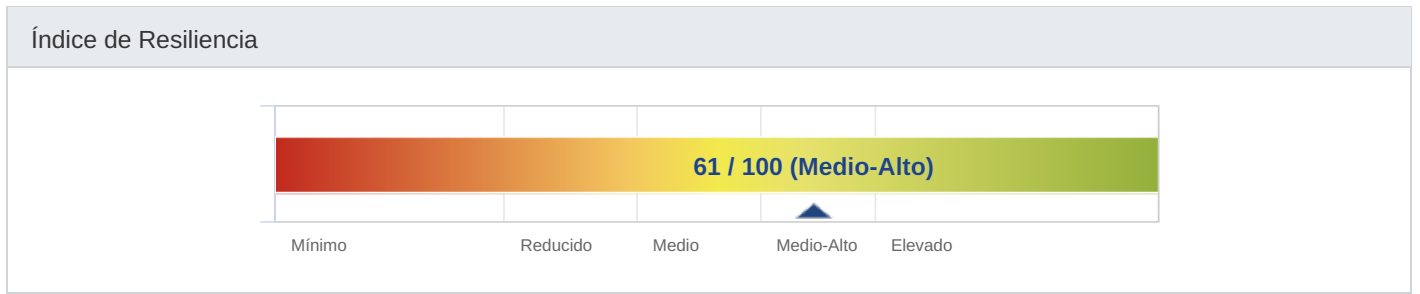 Índice de Resiliencia
61 / 100 (Medio-Alto)
Mínimo Reducido Medio Medio-Alto Elevado